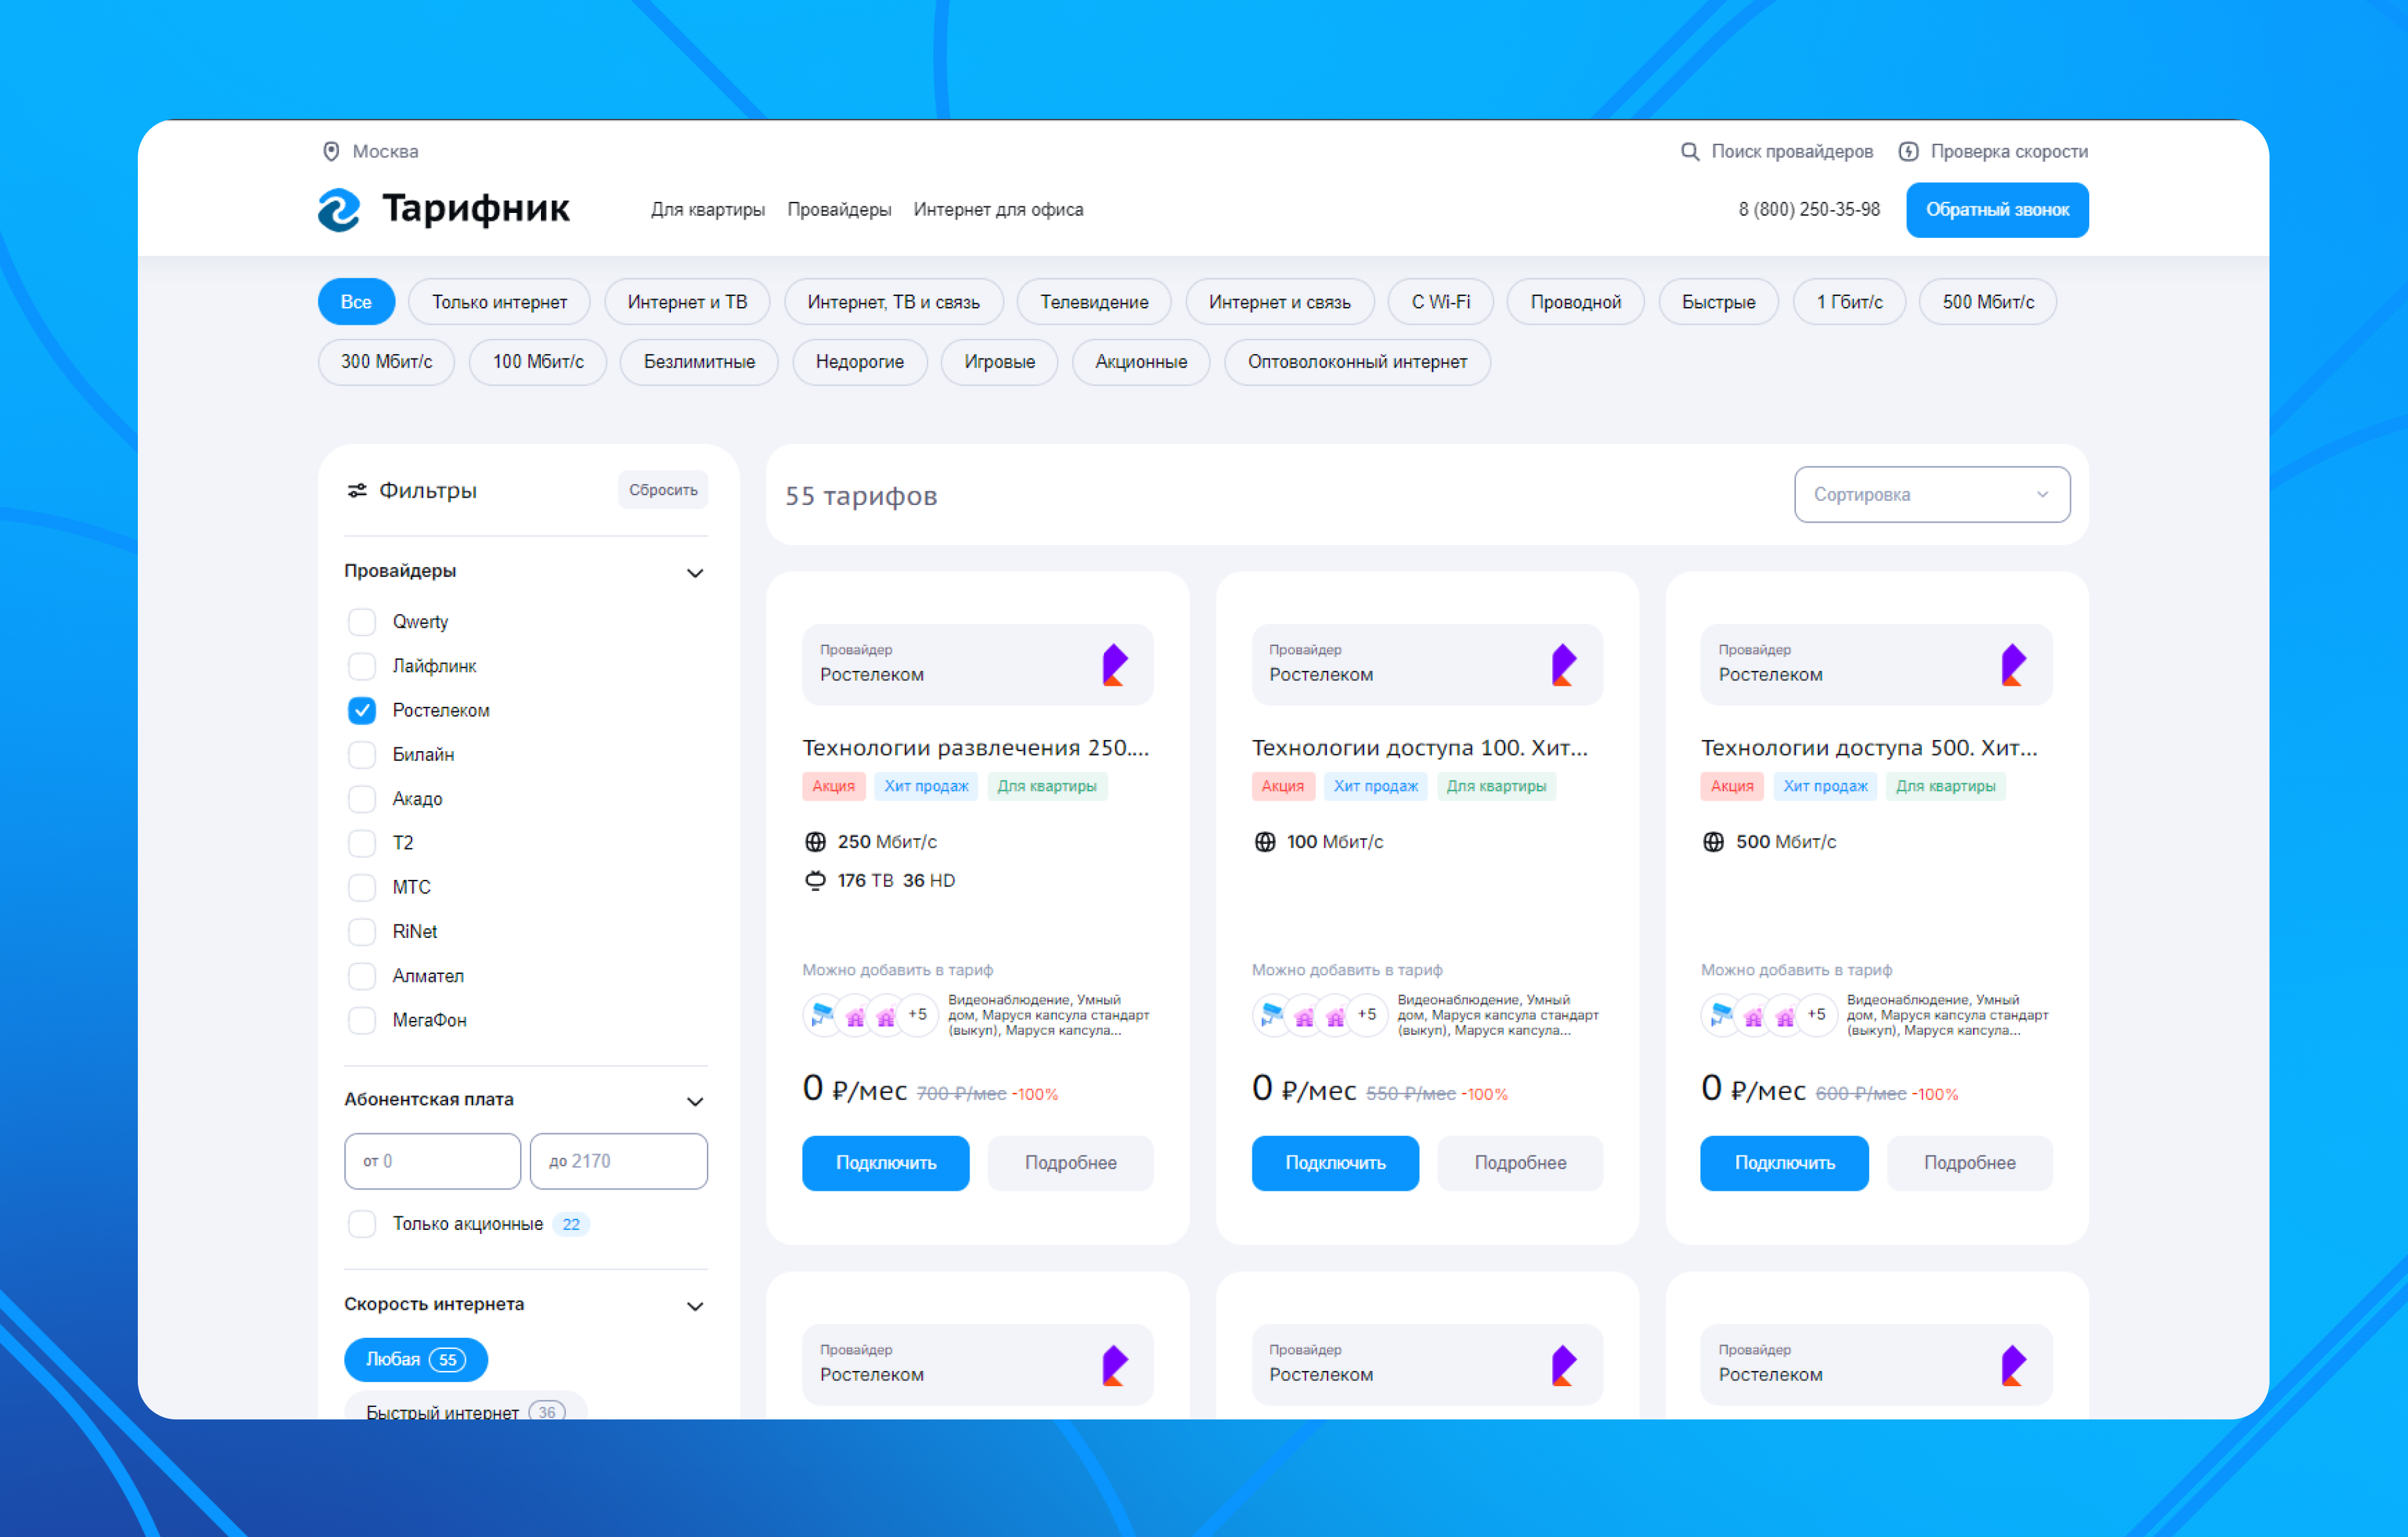 Москва
Поиск провайдеров
Проверка скорости
Тарифник
Для квартиры
Провайдеры
Интернет для офиса
8 (800) 250-35-98
Обратный звонок
Все
Только интернет
Интернет и ТВ
Интернет, ТВ и связь
Телевидение
Интернет и связь
С Wi-Fi
Проводной
Быстрые
1 Гбит/с
500 Мбит/с
300 Мбит/с
100 Мбит/с
Безлимитные
Недорогие
Игровые
Акционные
Оптоволоконный интернет
Фильтры
Сбросить
Провайдеры
Qwerty
Лайфлинк
Ростелеком
Билайн
Акадо
Т2
МТС
RiNet
Алмател
МегаФон
Абонентская плата
от 0
до 2170
Только акционные 22
Скорость интернета
Любая 55
Быстрый интернет 36
55 тарифов
Сортировка
Провайдер
Ростелеком
Технологии развлечения 250....
Акция
Хит продаж
Для квартиры
250 Мбит/с
176 ТВ 36 HD
Можно добавить в тариф
+5
Видеонаблюдение, Умный
дом, Маруся капсула стандарт
(выкуп), Маруся капсула...
0 ₽/мес 700 ₽/мес -100%
Подключить
Подробнее
Провайдер
Ростелеком
Технологии доступа 100. Хит...
Акция
Хит продаж
Для квартиры
100 Мбит/с
Можно добавить в тариф
+5
Видеонаблюдение, Умный
дом, Маруся капсула стандарт
(выкуп), Маруся капсула...
0 ₽/мес 550 ₽/мес -100%
Подключить
Подробнее
Провайдер
Ростелеком
Технологии доступа 500. Хит...
Акция
Хит продаж
Для квартиры
500 Мбит/с
Можно добавить в тариф
+5
Видеонаблюдение, Умный
дом, Маруся капсула стандарт
(выкуп), Маруся капсула...
0 ₽/мес 600 ₽/мес -100%
Подключить
Подробнее
Провайдер
Ростелеком
Провайдер
Ростелеком
Провайдер
Ростелеком